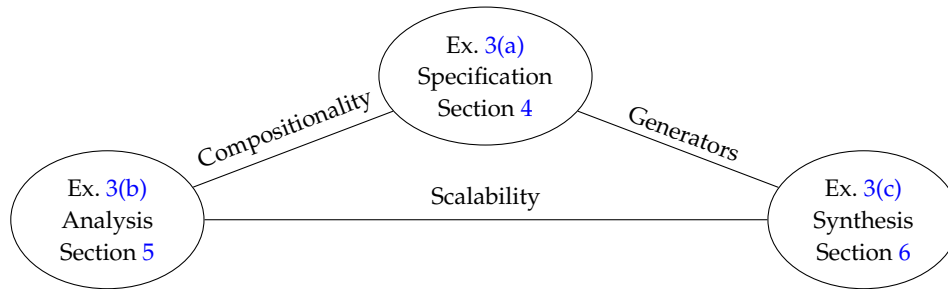 Ex. 3(a)
Specification
Section 4
Compositionality
Generators
Ex. 3(b)
Analysis
Section 5
Scalability
Ex. 3(c)
Synthesis
Section 6